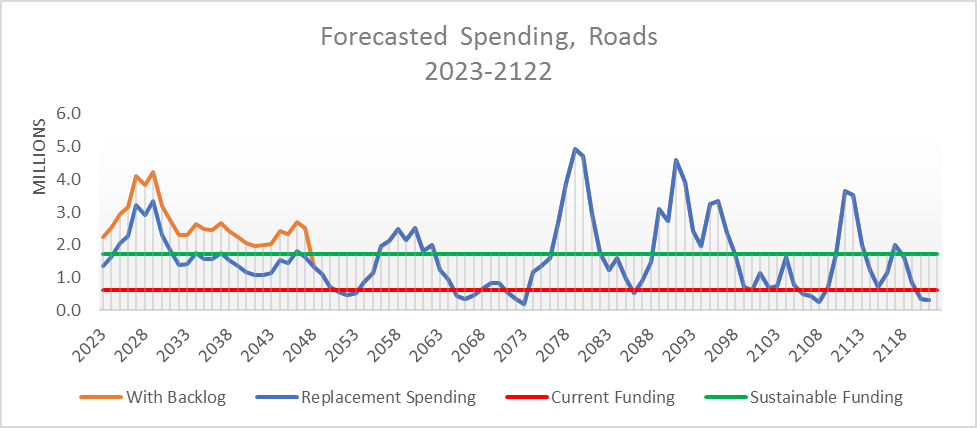 Forecasted Spending, Roads
2023-2122
MILLIONS
6.0
5.0
4.0
3.0
2.0
1.0
0.0
2023 2028 2033 2038 2043 2048 2053 2058 2063 2068 2073 2078 2083 2088 2093 2098 2103 2108 2113 2118
With Backlog Replacement Spending Current Funding Sustainable Funding